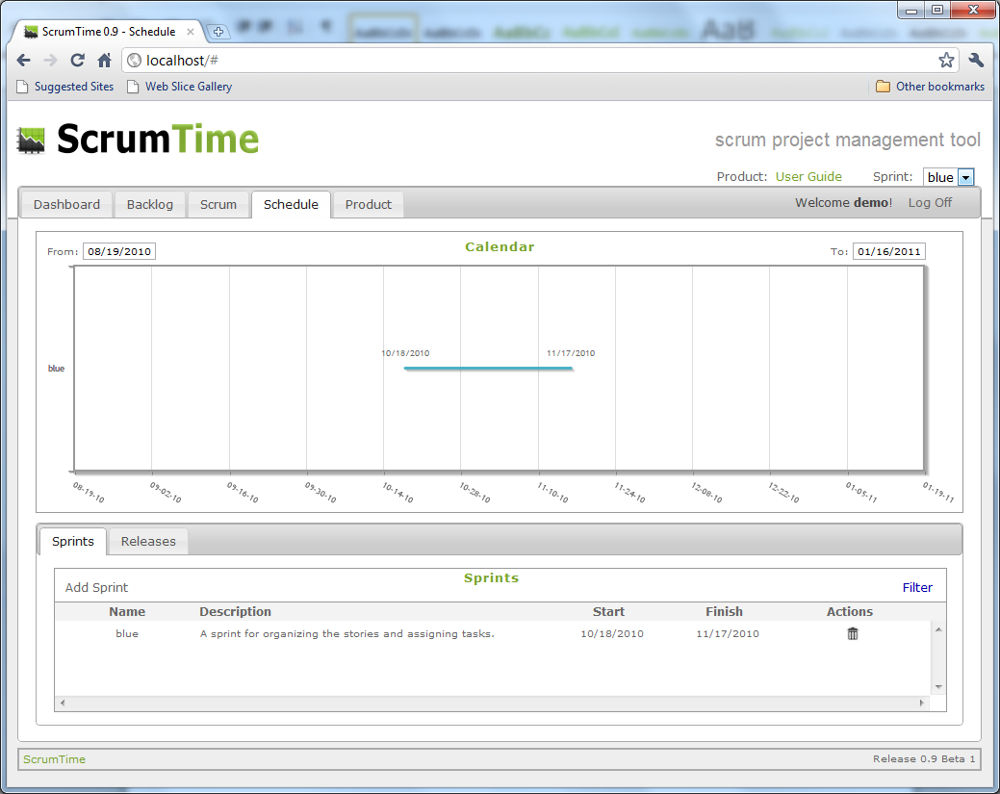 ScrumTime 0.9 - Schedule
localhost/#
Suggested Sites Web Slice Gallery Other bookmarks
ScrumTime
scrum project management tool
Product: User Guide Sprint: blue
Dashboard Backlog Scrum Schedule Product Welcome demo! Log Off
Calendar
From: 08/19/2010 To: 01/16/2011
10/18/2010 11/17/2010
blue
08-19-10 09-02-10 09-16-10 09-30-10 10-14-10 10-28-10 11-10-10 11-24-10 12-08-10 12-22-10 01-05-11 01-19-11
Sprints Releases
Sprints
Add Sprint Filter
Name Description Start Finish Actions
blue A sprint for organizing the stories and assigning tasks. 10/18/2010 11/17/2010
ScrumTime Release 0.9 Beta 1